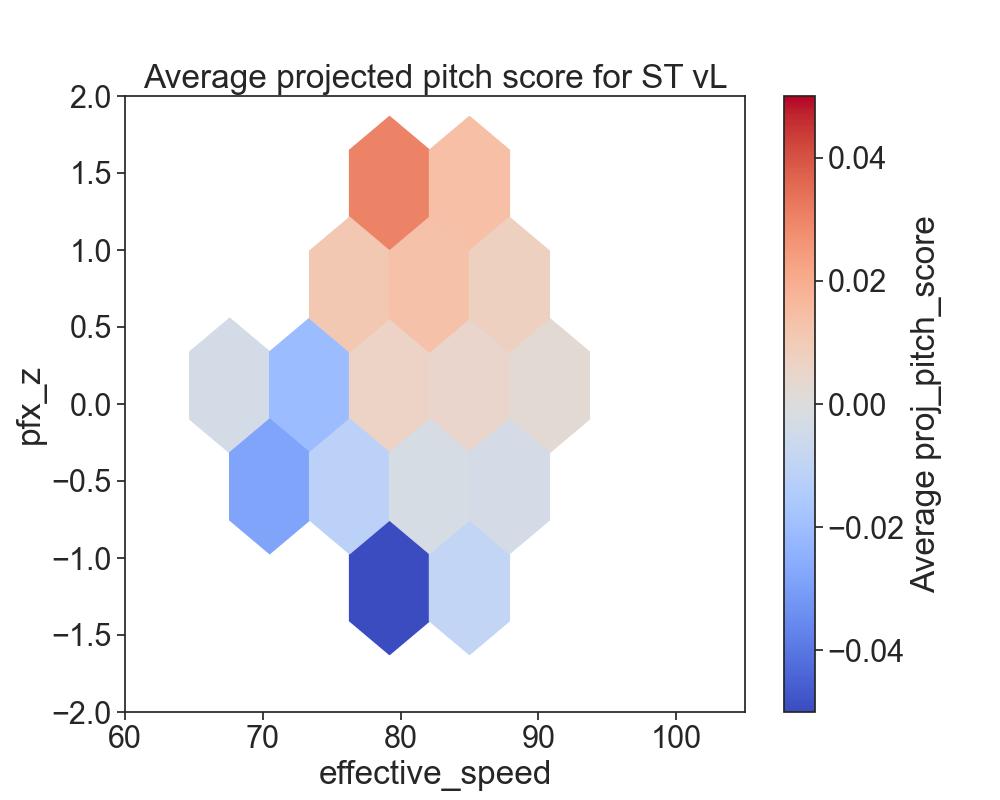 Average projected pitch score for ST vL
2.0
1.5
1.0
0.5
0.0
−0.5
−1.0
−1.5
−2.0
pfx_z
60 70 80 90 100
effective_speed
0.04
0.02
0.00
−0.02
−0.04
Average proj_pitch_score